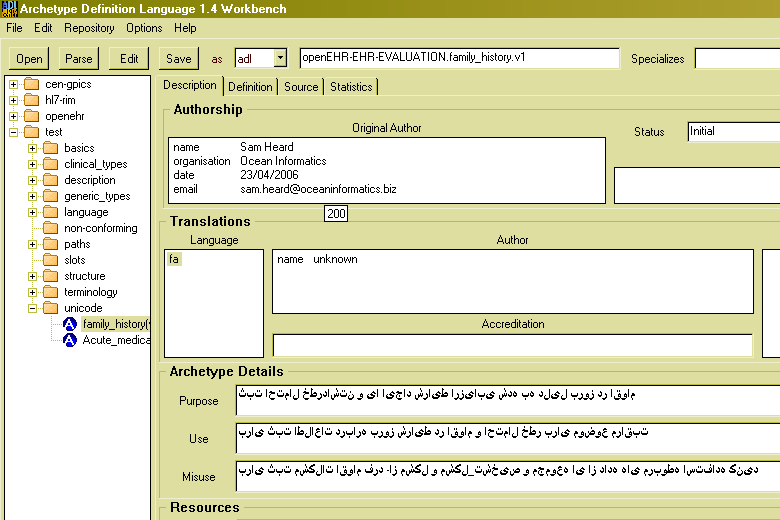 Archetype Definition Language 1.4 Workbench
File Edit Repository Options Help
Open Parse Edit Save as adl openEHR-EHR-EVALUATION.family_history.v1 Specializes
cen-gpics
hl7-rim
openehr
test
basics
clinical_types
description
generic_types
language
non-conforming
paths
slots
structure
terminology
unicode
family_history(
Acute_medica
Description Definition Source Statistics
Authorship
Original Author
name Sam Heard
organisation Ocean Informatics
date 23/04/2006
email sam.heard@oceaninformatics.biz
Status Initial
200
Translations
Language Author
fa name unknown
Accreditation
Archetype Details
Purpose ثبت احتمال خطرداشتن و یا ایجاد شرایط ارزیابی شده به دلیل بروز در اقوام
Use برای ثبت اطلاعات درباره بروز شرایط در اقوام و احتمال خطر برای موضوع مراقبت
Misuse برای ثبت مشکلات اقوام فرد -از مشکل و مشکل_تشخیص و مجموعه ای از داده های مربوطه استفاده کنید
Resources